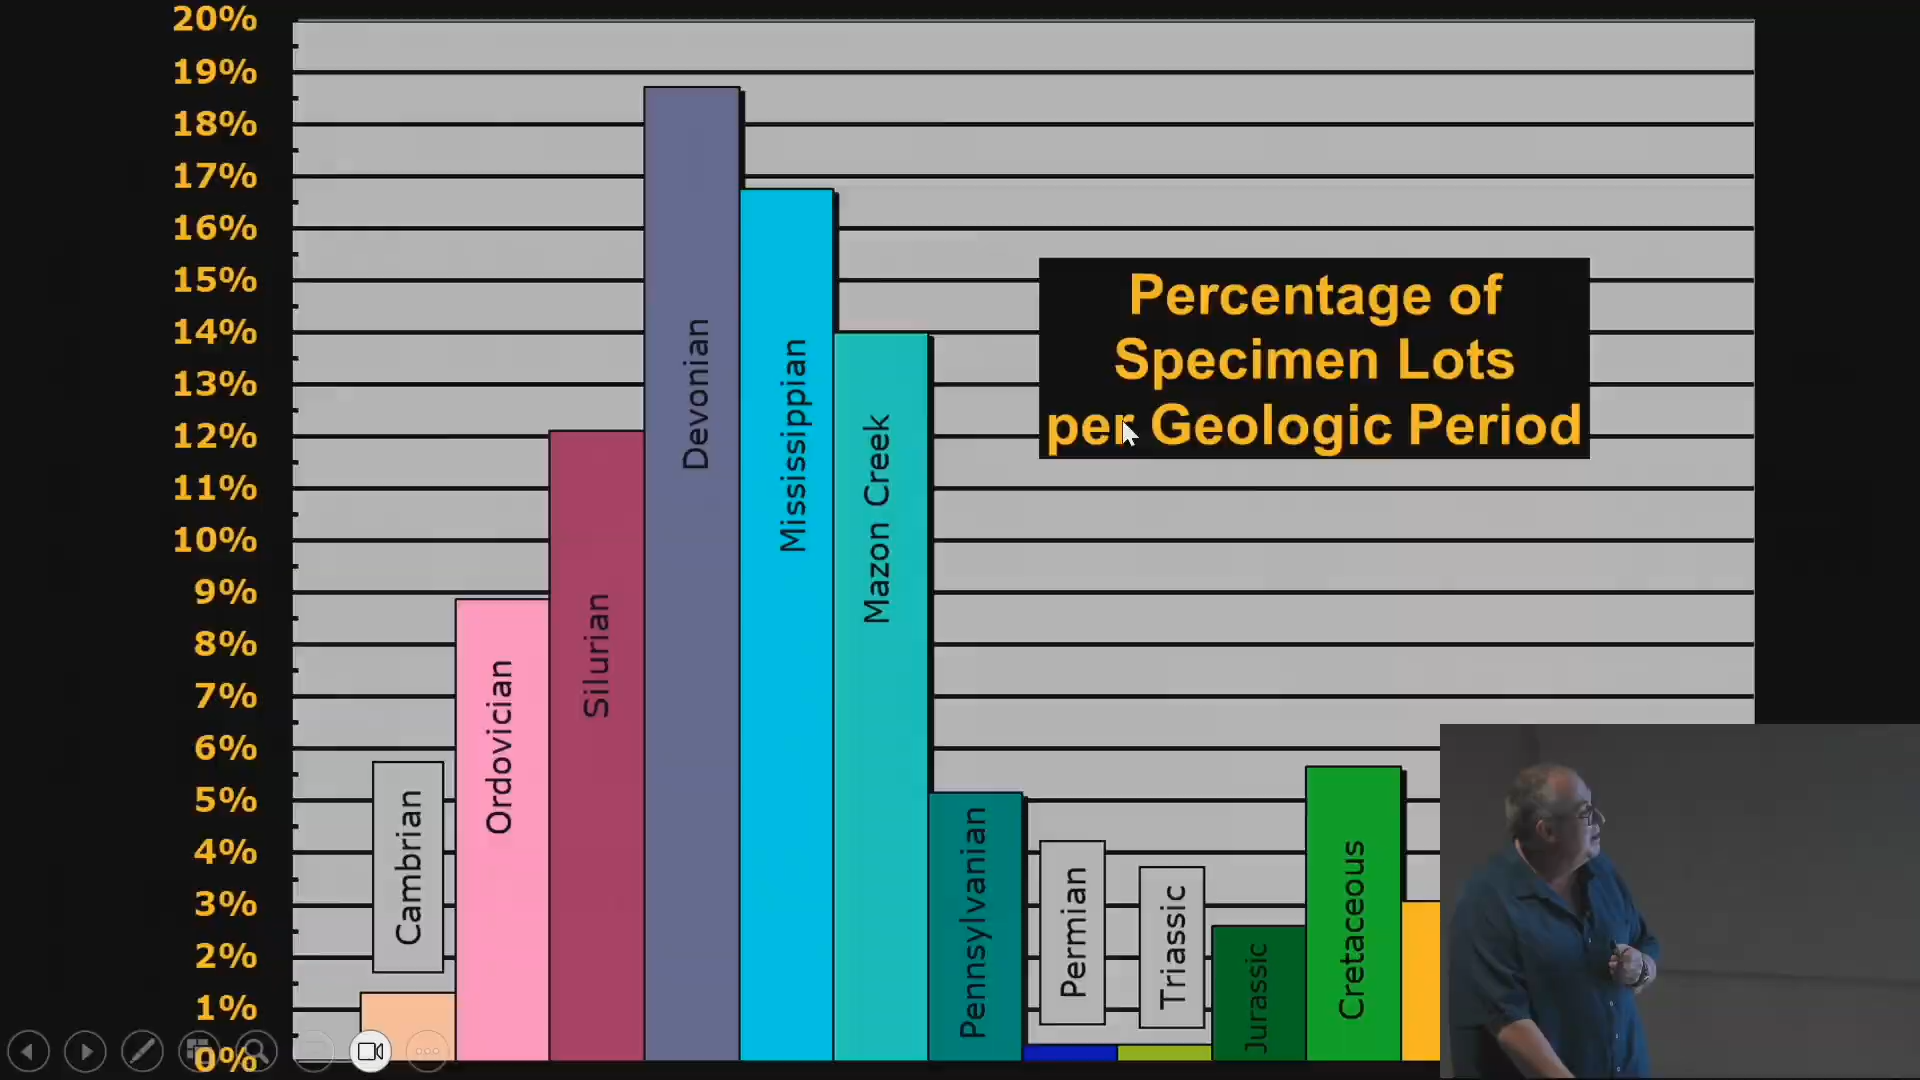 20%
19%
18%
17%
16%
15%
14%
13%
12%
11%
10%
9%
8%
7%
6%
5%
4%
3%
2%
1%
0%
Cambrian
Ordovician
Silurian
Devonian
Mississippian
Mazon Creek
Pennsylvanian
Permian
Triassic
Jurassic
Cretaceous
Percentage of
Specimen Lots
per Geologic Period